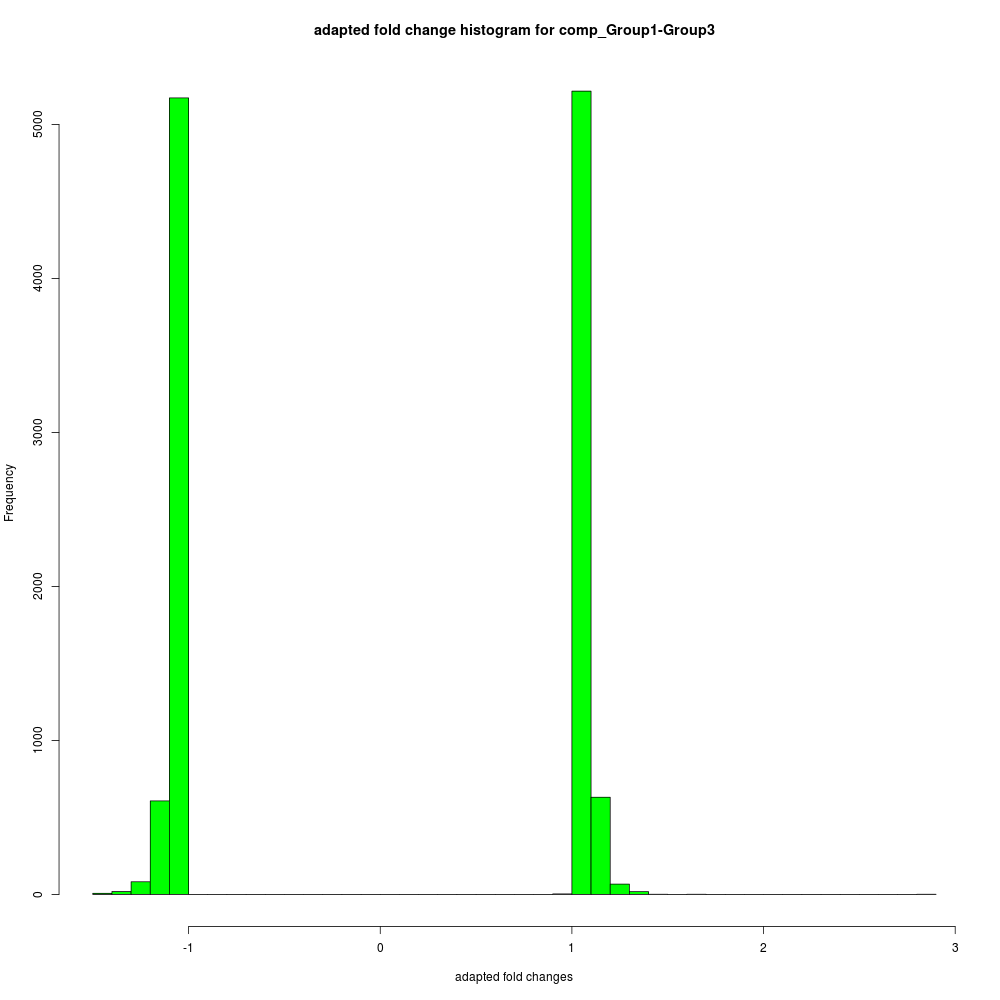 adapted fold change histogram for comp_Group1-Group3
5000
4000
3000
2000
1000
0
Frequency
-1 0 1 2 3
adapted fold changes